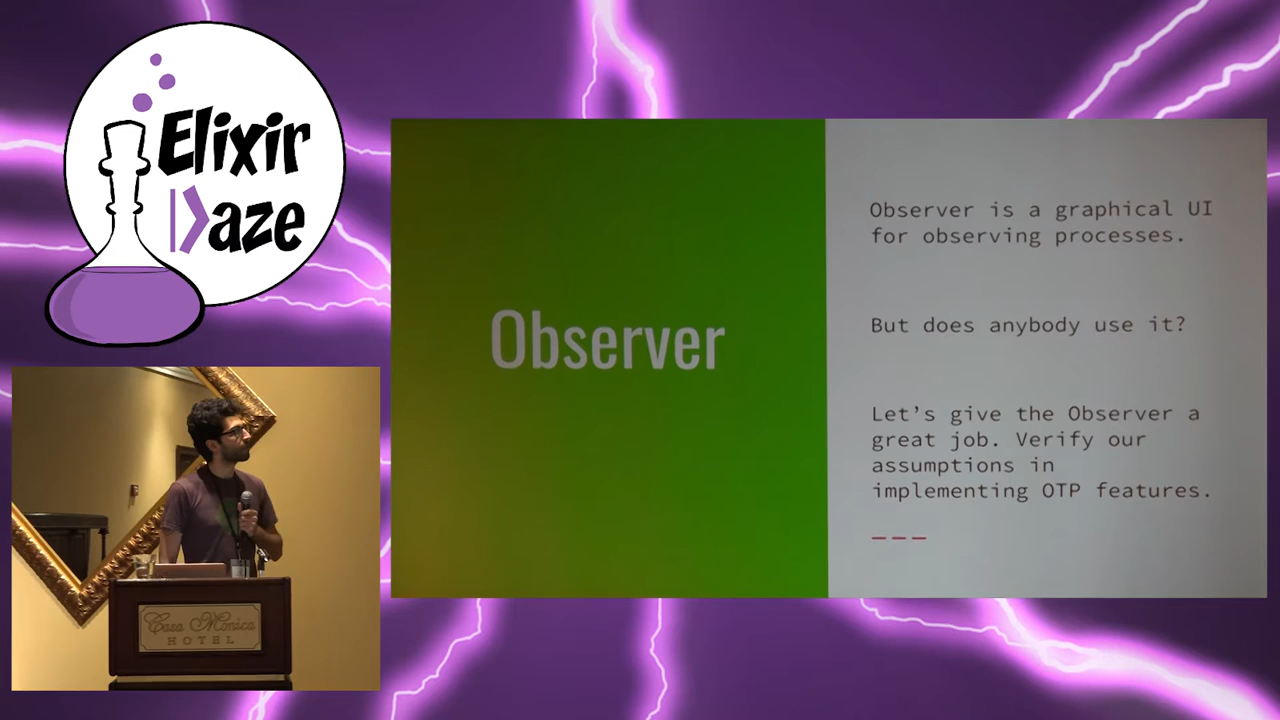 Elixir
Daze
Observer
Observer is a graphical UI
for observing processes.
But does anybody use it?
Let's give the Observer a
great job. Verify our
assumptions in
implementing OTP features.
Casa Monica
HOTEL